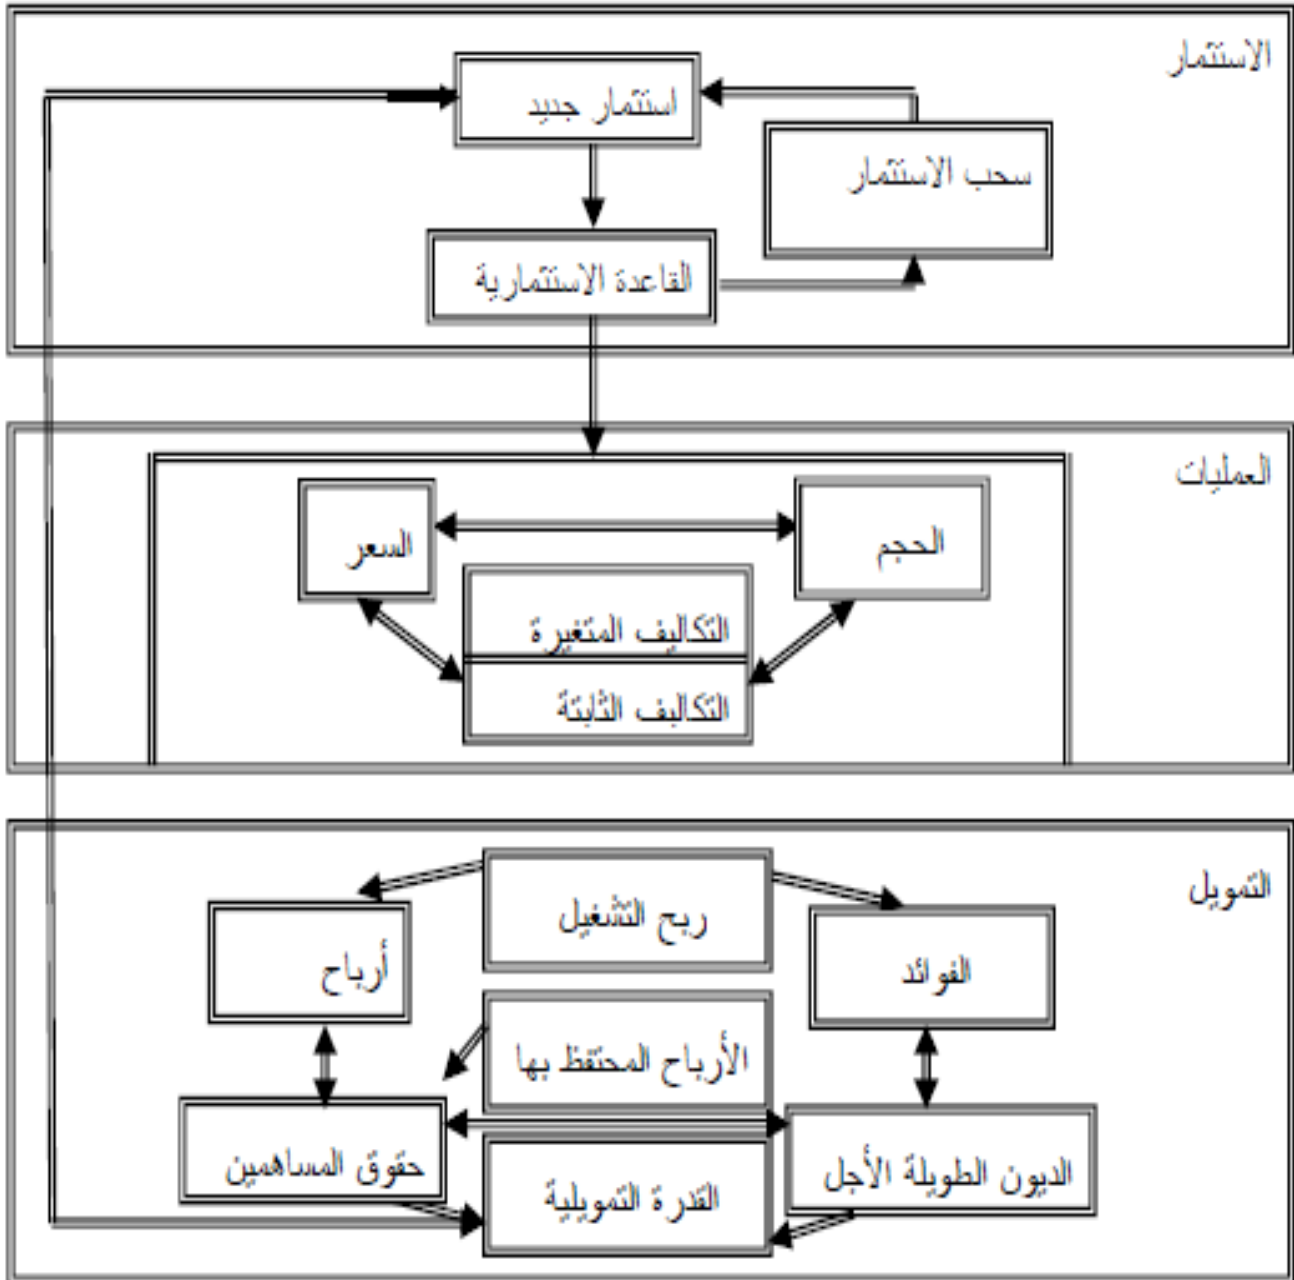 الاستثمار
استثمار جديد
سحب الاستثمار
القاعدة الاستثمارية
العمليات
الحجم
السعر
التكاليف المتغيرة
التكاليف الثابتة
التمويل
ربح التشغيل
الفوائد
أرباح
الأرباح المحتفظ بها
الديون الطويلة الأجل
حقوق المساهمين
القدرة التمويلية